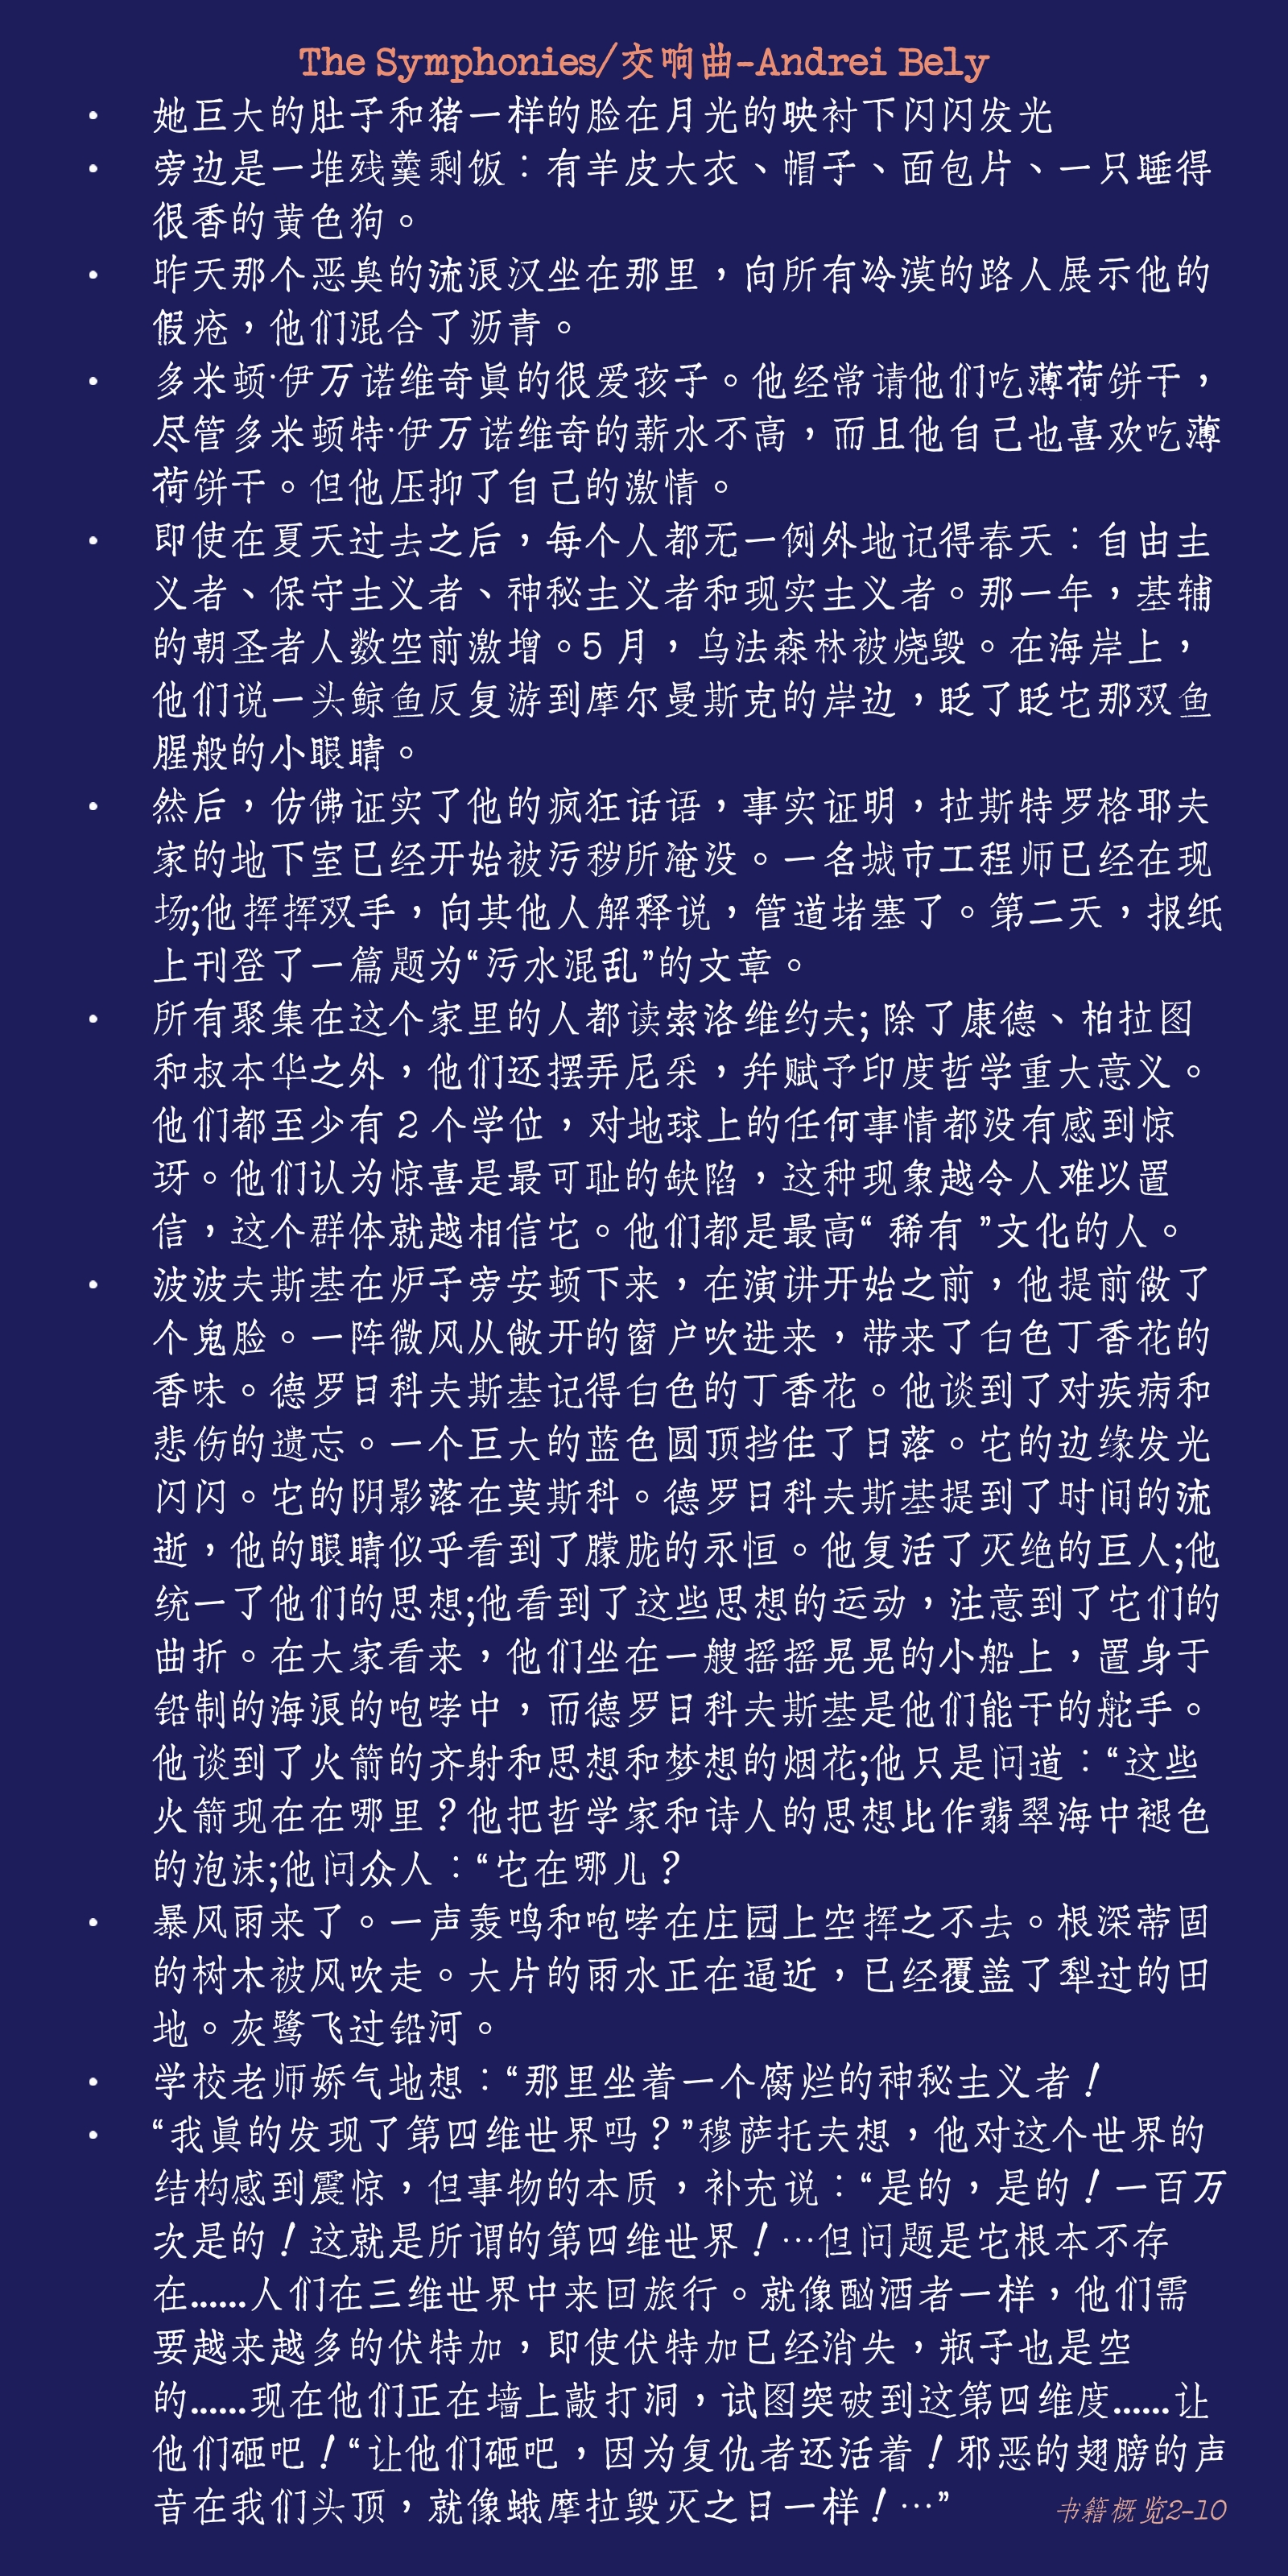 The Symphonies/交响曲-Andrei Bely
• 她巨大的肚子和猪一样的脸在月光的映衬下闪闪发光
• 旁边是一堆残羹剩饭：有羊皮大衣、帽子、面包片、一只睡得
很香的黄色狗。
• 昨天那个恶臭的流浪汉坐在那里，向所有冷漠的路人展示他的
假疮，他们混合了沥青。
• 多米顿·伊万诺维奇真的很爱孩子。他经常请他们吃薄荷饼干，
尽管多米顿特·伊万诺维奇的薪水不高，而且他自己也喜欢吃薄
荷饼干。但他压抑了自己的激情。
• 即使在夏天过去之后，每个人都无一例外地记得春天：自由主
义者、保守主义者、神秘主义者和现实主义者。那一年，基辅
的朝圣者人数空前激增。5 月，乌法森林被烧毁。在海岸上，
他们说一头鲸鱼反复游到摩尔曼斯克的岸边，眨了眨它那双鱼
腥般的小眼睛。
• 然后，仿佛证实了他的疯狂话语，事实证明，拉斯特罗格耶夫
家的地下室已经开始被污秽所淹没。一名城市工程师已经在现
场;他挥挥双手，向其他人解释说，管道堵塞了。第二天，报纸
上刊登了一篇题为“污水混乱”的文章。
• 所有聚集在这个家里的人都读索洛维约夫; 除了康德、柏拉图
和叔本华之外，他们还摆弄尼采，并赋予印度哲学重大意义。
他们都至少有 2 个学位，对地球上的任何事情都没有感到惊
讶。他们认为惊喜是最可耻的缺陷，这种现象越令人难以置
信，这个群体就越相信它。他们都是最高“ 稀有 ”文化的人。
• 波波夫斯基在炉子旁安顿下来，在演讲开始之前，他提前做了
个鬼脸。一阵微风从敞开的窗户吹进来，带来了白色丁香花的
香味。德罗日科夫斯基记得白色的丁香花。他谈到了对疾病和
悲伤的遗忘。一个巨大的蓝色圆顶挡住了日落。它的边缘发光
闪闪。它的阴影落在莫斯科。德罗日科夫斯基提到了时间的流
逝，他的眼睛似乎看到了朦胧的永恒。他复活了灭绝的巨人;他
统一了他们的思想;他看到了这些思想的运动，注意到了它们的
曲折。在大家看来，他们坐在一艘摇摇晃晃的小船上，置身于
铅制的海浪的咆哮中，而德罗日科夫斯基是他们能干的舵手。
他谈到了火箭的齐射和思想和梦想的烟花;他只是问道：“这些
火箭现在在哪里？他把哲学家和诗人的思想比作翡翠海中褪色
的泡沫;他问众人：“它在哪儿？
• 暴风雨来了。一声轰鸣和咆哮在庄园上空挥之不去。根深蒂固
的树木被风吹走。大片的雨水正在逼近，已经覆盖了犁过的田
地。灰鹭飞过铅河。
• 学校老师娇气地想：“那里坐着一个腐烂的神秘主义者！
• “我真的发现了第四维世界吗？”穆萨托夫想，他对这个世界的
结构感到震惊，但事物的本质，补充说：“是的，是的！一百万
次是的！这就是所谓的第四维世界！…但问题是它根本不存
在……人们在三维世界中来回旅行。就像酗酒者一样，他们需
要越来越多的伏特加，即使伏特加已经消失，瓶子也是空
的……现在他们正在墙上敲打洞，试图突破到这第四维度……让
他们砸吧！“让他们砸吧，因为复仇者还活着！邪恶的翅膀的声
音在我们头顶，就像蛾摩拉毁灭之日一样！…”
书籍概览2-10